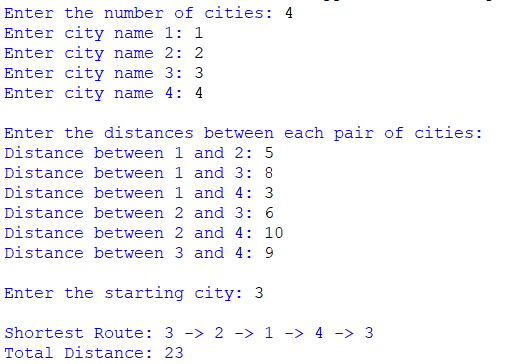 Enter the number of cities: 4
Enter city name 1: 1
Enter city name 2: 2
Enter city name 3: 3
Enter city name 4: 4
Enter the distances between each pair of cities:
Distance between 1 and 2: 5
Distance between 1 and 3: 8
Distance between 1 and 4: 3
Distance between 2 and 3: 6
Distance between 2 and 4: 10
Distance between 3 and 4: 9
Enter the starting city: 3
Shortest Route: 3 -> 2 -> 1 -> 4 -> 3
Total Distance: 23